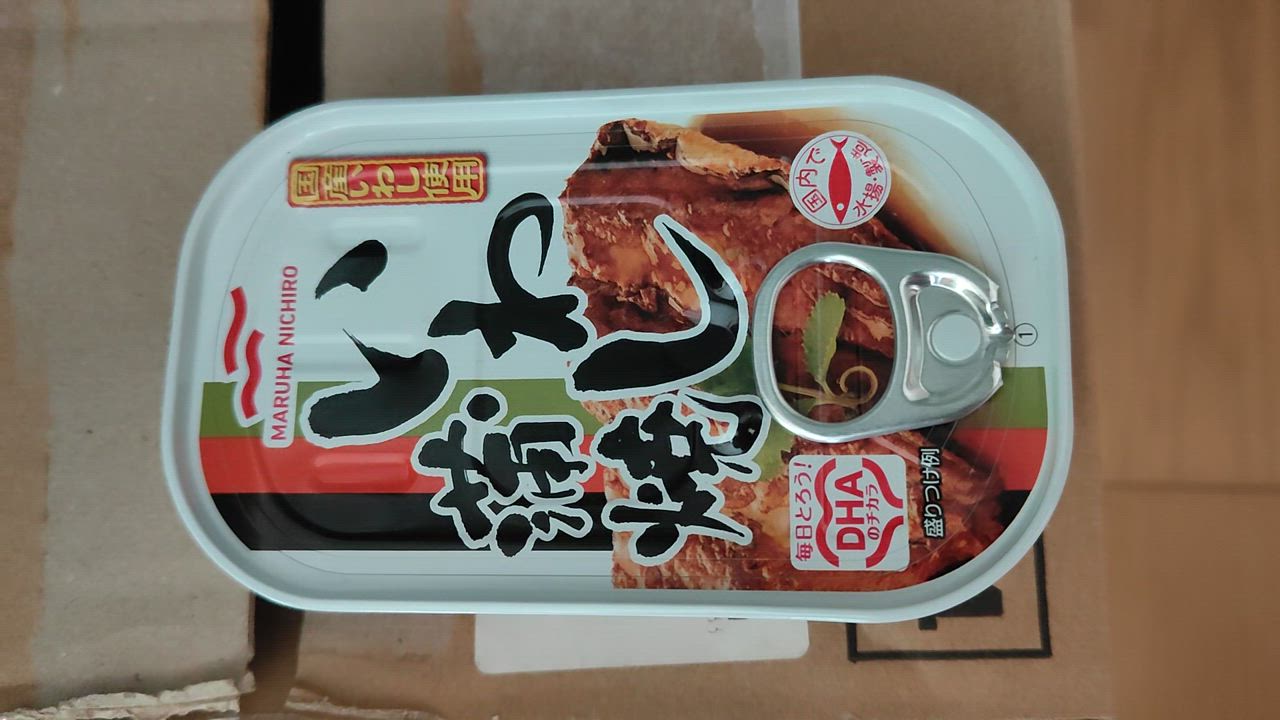 MARUHA NICHIRO
国産いわし使用
いわし
蒲焼
国内で
水揚製造
毎日とろう!
DHA
のチカラ
盛りつけ例
①